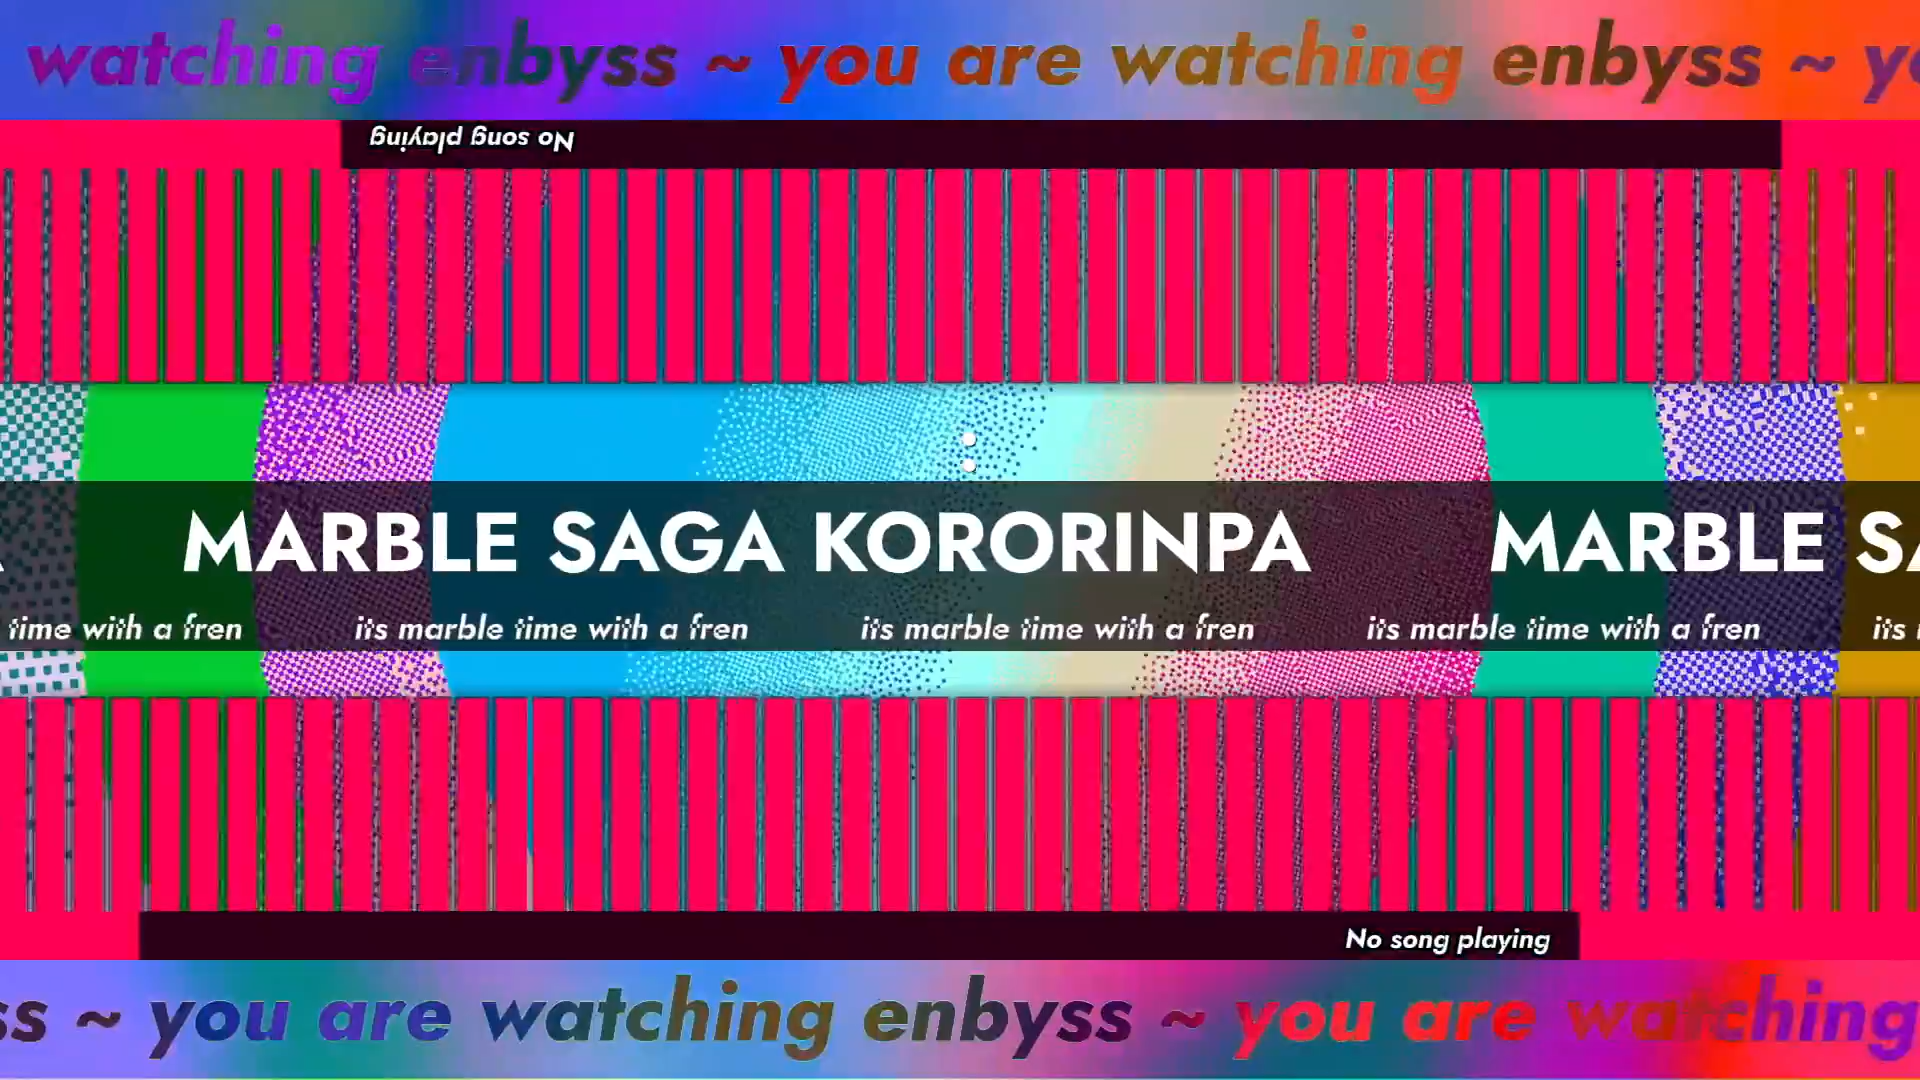 watching enbyss ~ you are watching enbyss ~ yo
No song playing
MARBLE SAGA KORORINPA MARBLE SA
time with a fren its marble time with a fren its marble time with a fren its marble time with a fren its
No song playing
ss ~ you are watching enbyss ~ you are watching